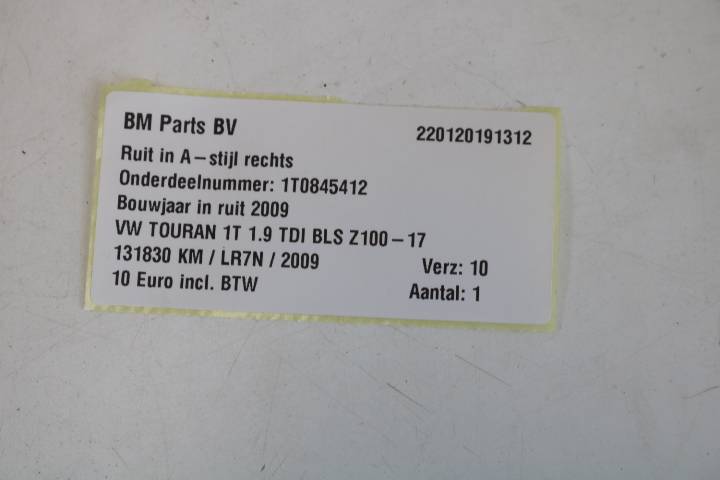 BM Parts BV 220120191312
Ruit in A-stijl rechts
Onderdeelnummer: 1T0845412
Bouwjaar in ruit 2009
VW TOURAN 1T 1.9 TDI BLS Z100-17
131830 KM / LR7N / 2009 Verz: 10
10 Euro incl. BTW Aantal: 1